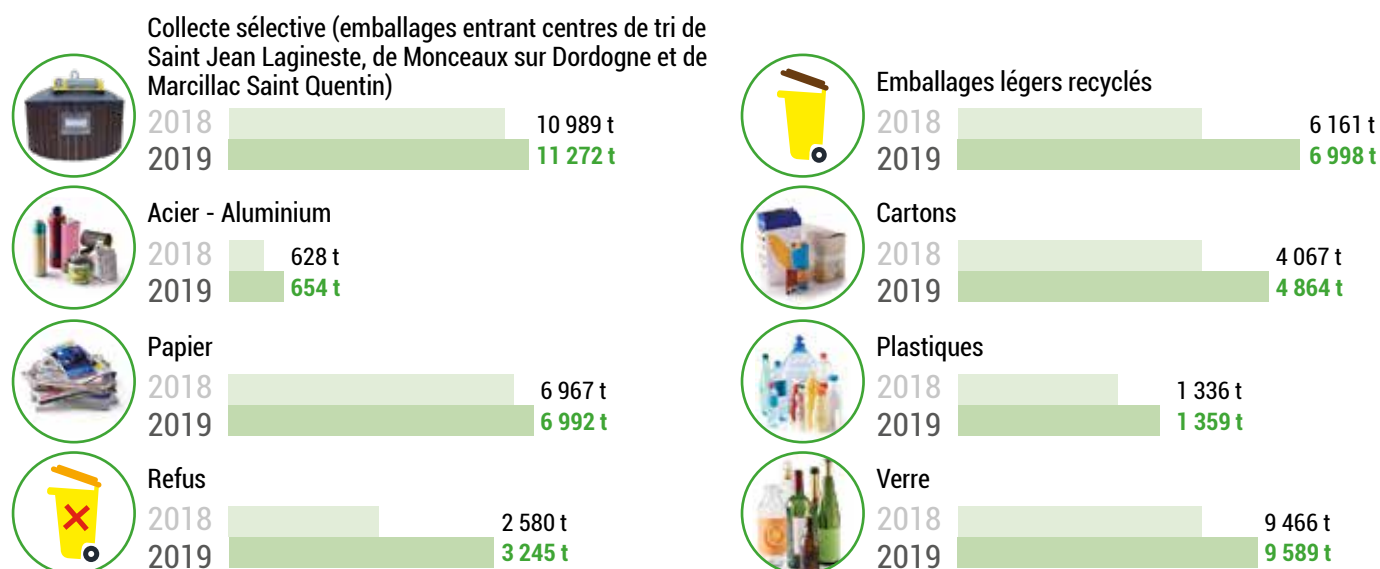 Collecte sélective (emballages entrant centres de tri de
Saint Jean Lagineste, de Monceaux sur Dordogne et de
Marcillac Saint Quentin)
2018 10 989 t
2019 11 272 t
Emballages légers recyclés
2018 6 161 t
2019 6 998 t
Acier - Aluminium
2018 628 t
2019 654 t
Cartons
2018 4 067 t
2019 4 864 t
Papier
2018 6 967 t
2019 6 992 t
Plastiques
2018 1 336 t
2019 1 359 t
Refus
2018 2 580 t
2019 3 245 t
Verre
2018 9 466 t
2019 9 589 t